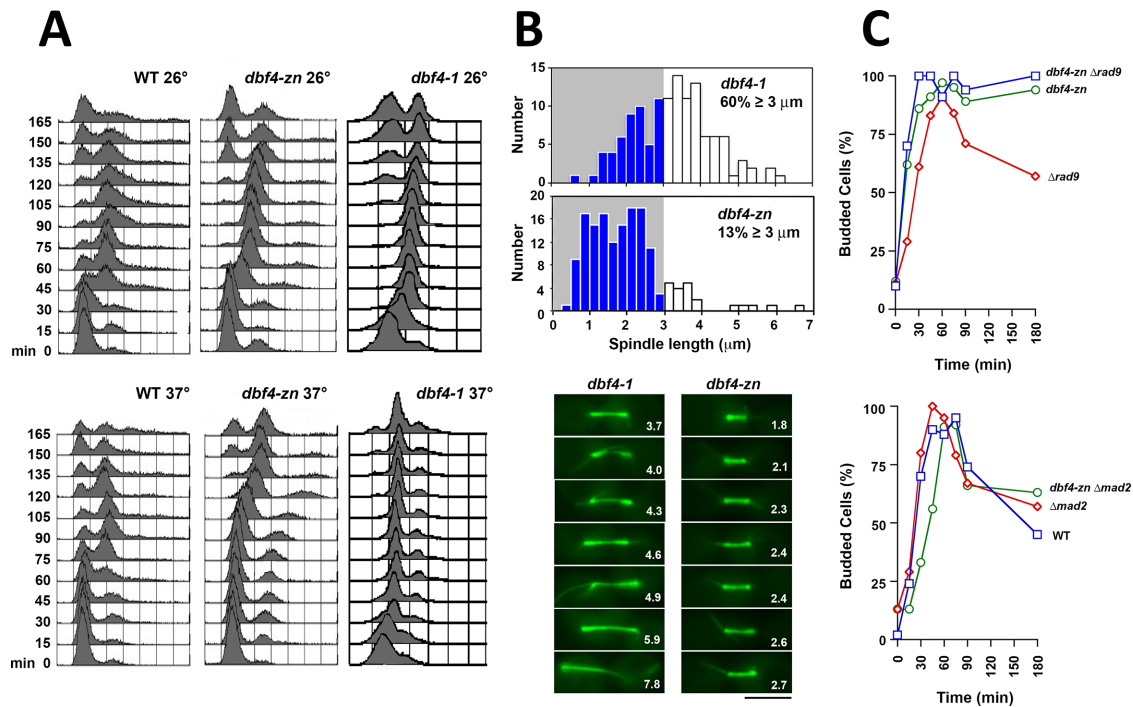 A
B
C
WT 26°
dbf4-zn 26°
dbf4-1 26°
165
150
135
120
105
90
75
60
45
30
15
min 0
WT 37°
dbf4-zn 37°
dbf4-1 37°
165
150
135
120
105
90
75
60
45
30
15
min 0
15
10
5
0
Number
dbf4-1
60% ≥ 3 μm
20
16
12
8
4
0
Number
dbf4-zn
13% ≥ 3 μm
0 1 2 3 4 5 6 7
Spindle length (μm)
dbf4-1
dbf4-zn
3.7
1.8
4.0
2.1
4.3
2.3
4.6
2.4
4.9
2.4
5.9
2.6
7.8
2.7
100
75
50
25
0
Budded Cells (%)
dbf4-zn Δrad9
dbf4-zn
Δrad9
0 30 60 90 120 150 180
Time (min)
100
75
50
25
0
Budded Cells (%)
dbf4-zn Δmad2
Δmad2
WT
0 30 60 90 120 150 180
Time (min)